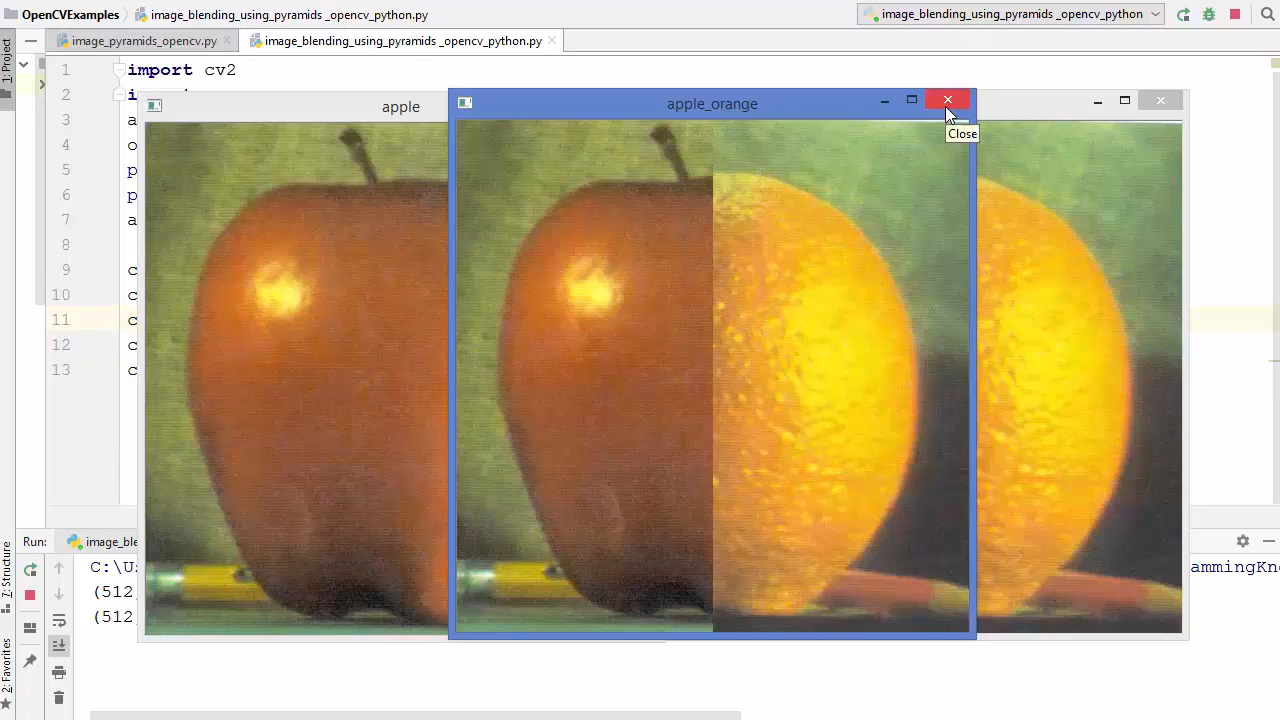 OpenCVExamples
image_blending_using_pyramids _opencv_python.py
image_blending_using_pyramids _opencv_python
image_pyramids_opencv.py
image_blending_using_pyramids _opencv_python.py
1: Project
1 import cv2
2
3 a
4 o
5 p
6 p
7 a
8
9 c
10 c
11 c
12 c
13 c
apple
apple_orange
Close
7: Structure
2: Favorites
Run:
image_ble
C:\U
ammingKn
(512
(512